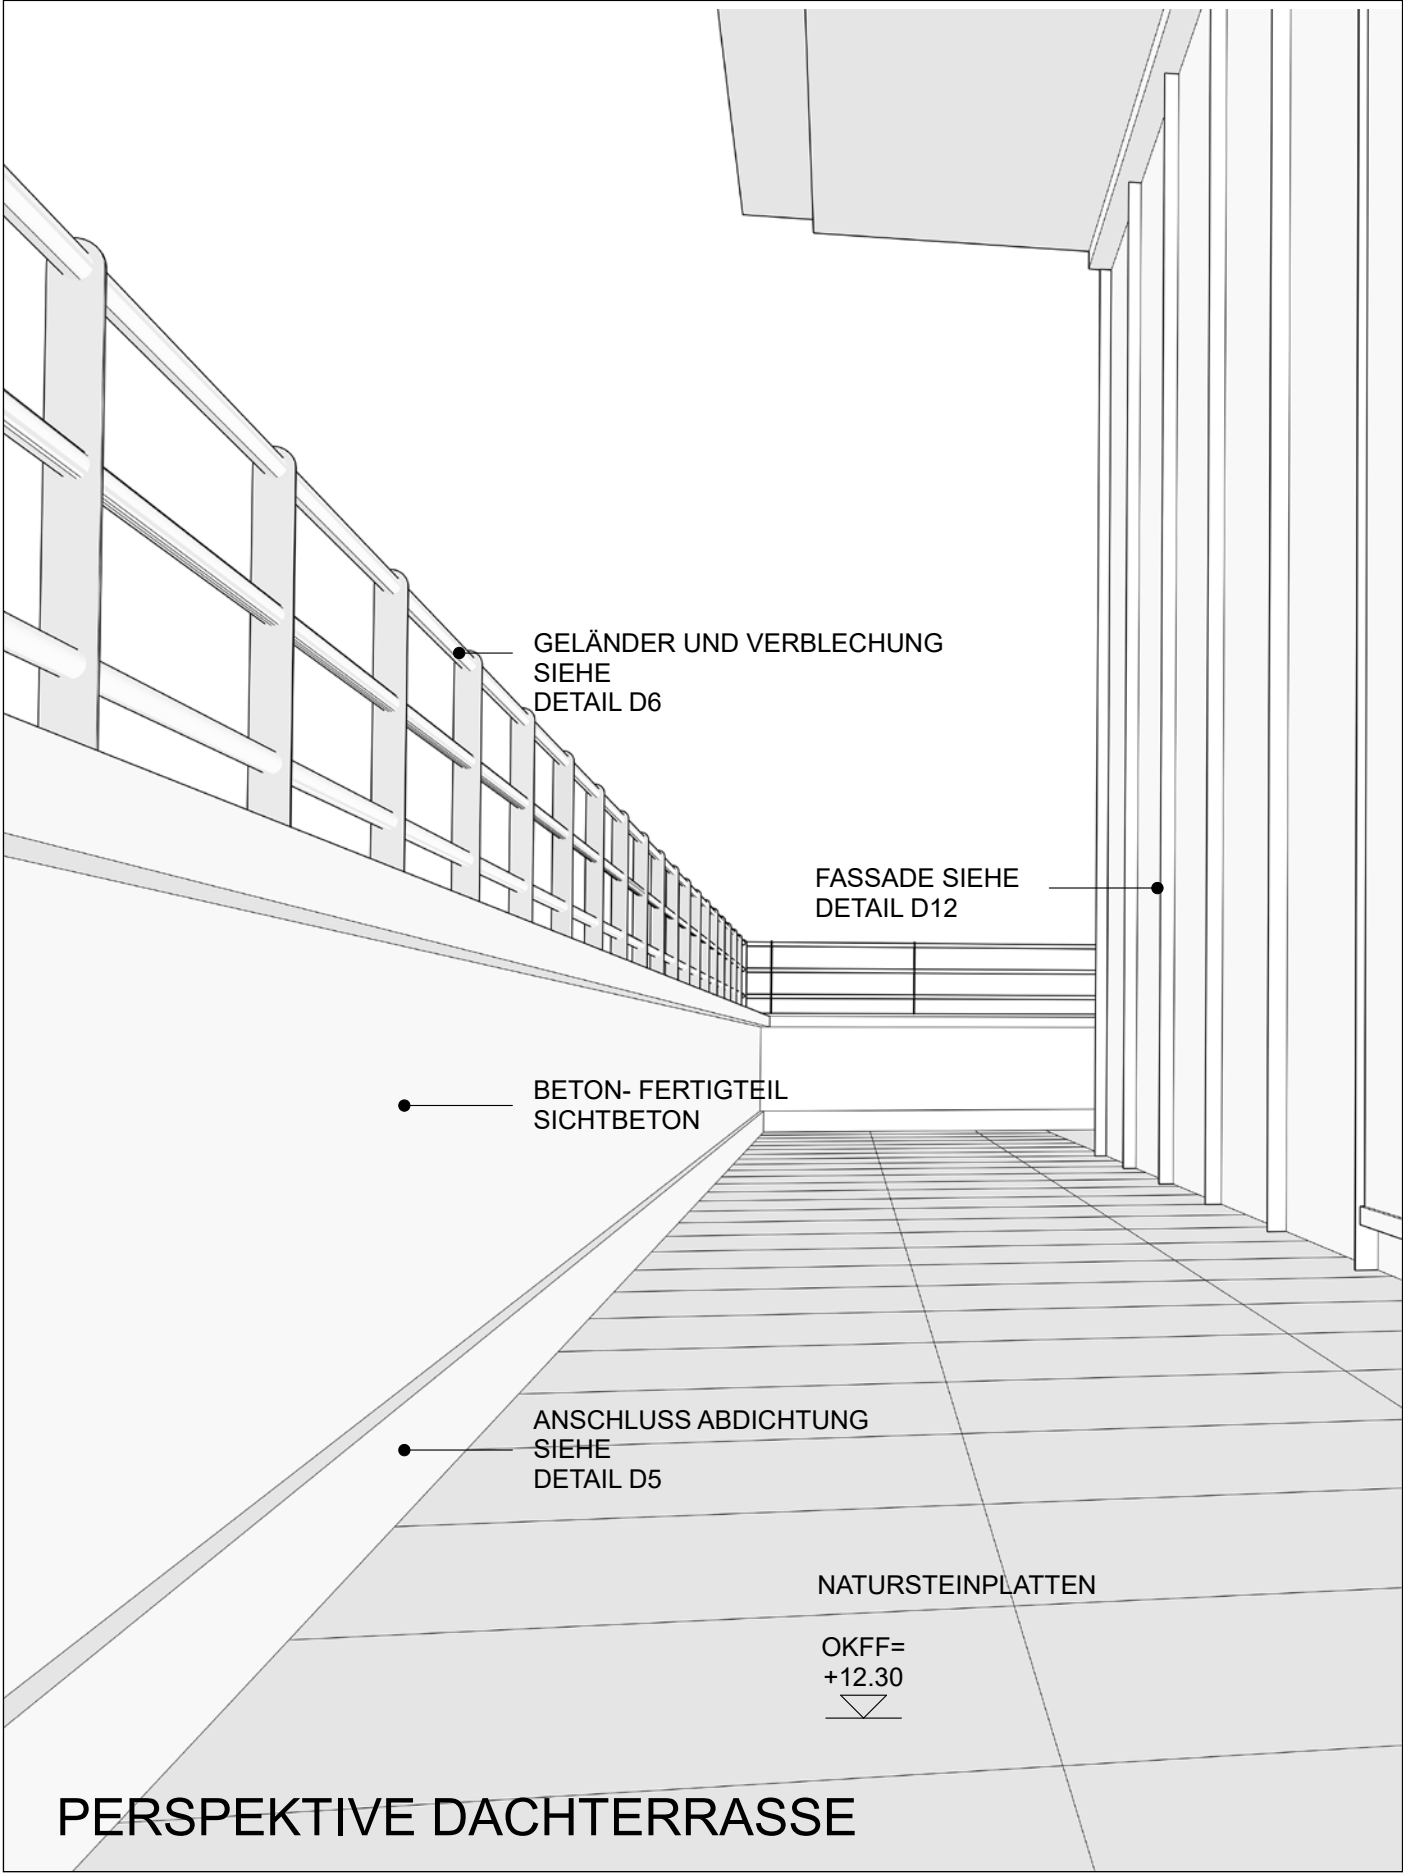 GELÄNDER UND VERBLECHUNG
SIEHE
DETAIL D6
FASSADE SIEHE
DETAIL D12
BETON- FERTIGTEIL
SICHTBETON
ANSCHLUSS ABDICHTUNG
SIEHE
DETAIL D5
NATURSTEINPLATTEN
OKFF=
+12.30
PERSPEKTIVE DACHTERRASSE